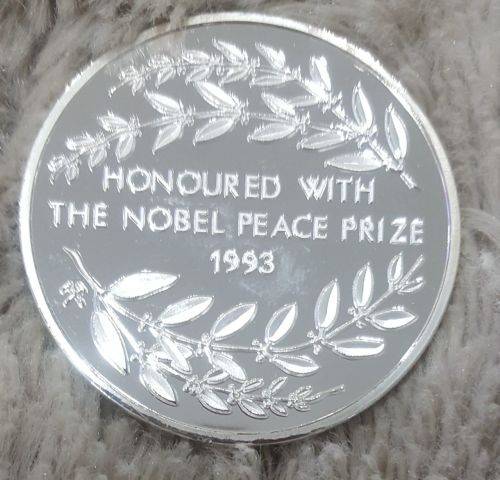 HONOURED WITH
THE NOBEL PEACE PRIZE
1993